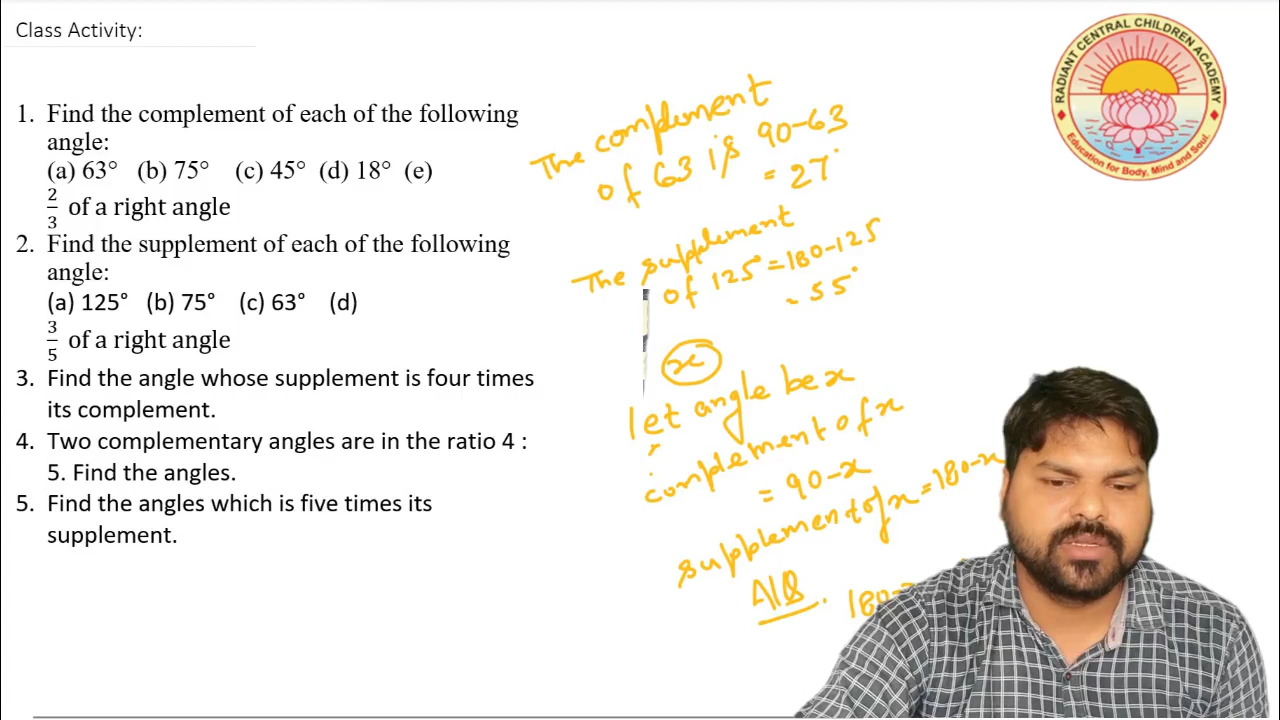 Class Activity:
1. Find the complement of each of the following
angle:
(a) 63° (b) 75° (c) 45° (d) 18° (e)
2/3 of a right angle
2. Find the supplement of each of the following
angle:
(a) 125° (b) 75° (c) 63° (d)
3/5 of a right angle
3. Find the angle whose supplement is four times
its complement.
4. Two complementary angles are in the ratio 4 :
5. Find the angles.
5. Find the angles which is five times its
supplement.
The complement
of 63 is 90-63
= 27°
The supplement
of 125° = 180-125
= 55°
x
let angle be x
complement of x
= 90-x
supplement of x = 180-x
A/Q.
180-
RADIANT CENTRAL CHILDREN ACADEMY
Education for Body, Mind and Soul.